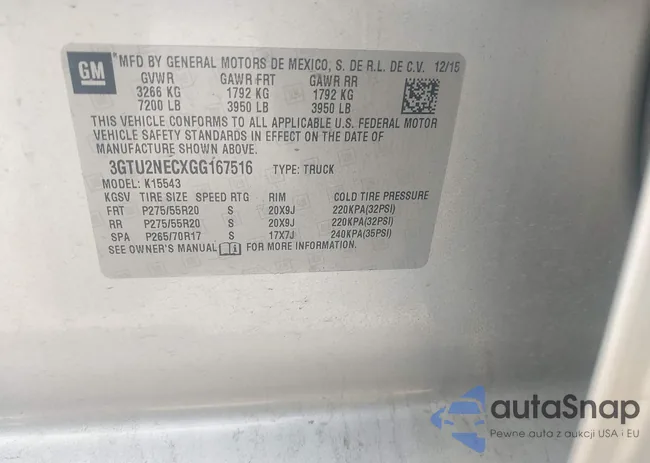 GM
*MFD BY GENERAL MOTORS DE MEXICO, S. DE R.L. DE C.V. 12/15
GVWR GAWR FRT GAWR RR
3266 KG 1792 KG 1792 KG
7200 LB 3950 LB 3950 LB
THIS VEHICLE CONFORMS TO ALL APPLICABLE U.S. FEDERAL MOTOR
VEHICLE SAFETY STANDARDS IN EFFECT ON THE DATE OF
MANUFACTURE SHOWN ABOVE.
3GTU2NECXGG167516 TYPE: TRUCK
MODEL: K15543
KGSV TIRE SIZE SPEED RTG RIM COLD TIRE PRESSURE
FRT P275/55R20 S 20X9J 220KPA(32PSI)
RR P275/55R20 S 20X9J 220KPA(32PSI)
SPA P265/70R17 S 17X7J 240KPA(35PSI)
SEE OWNER'S MANUAL FOR MORE INFORMATION.
autaSnap
Pewne auta z aukcji USA i EU